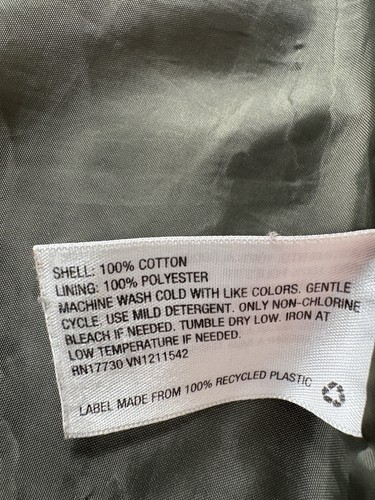 SHELL: 100% COTTON
LINING: 100% POLYESTER
MACHINE WASH COLD WITH LIKE COLORS. GENTLE
CYCLE. USE MILD DETERGENT. ONLY NON-CHLORINE
BLEACH IF NEEDED. TUMBLE DRY LOW. IRON AT
LOW TEMPERATURE IF NEEDED.
RN17730 VN1211542
LABEL MADE FROM 100% RECYCLED PLASTIC